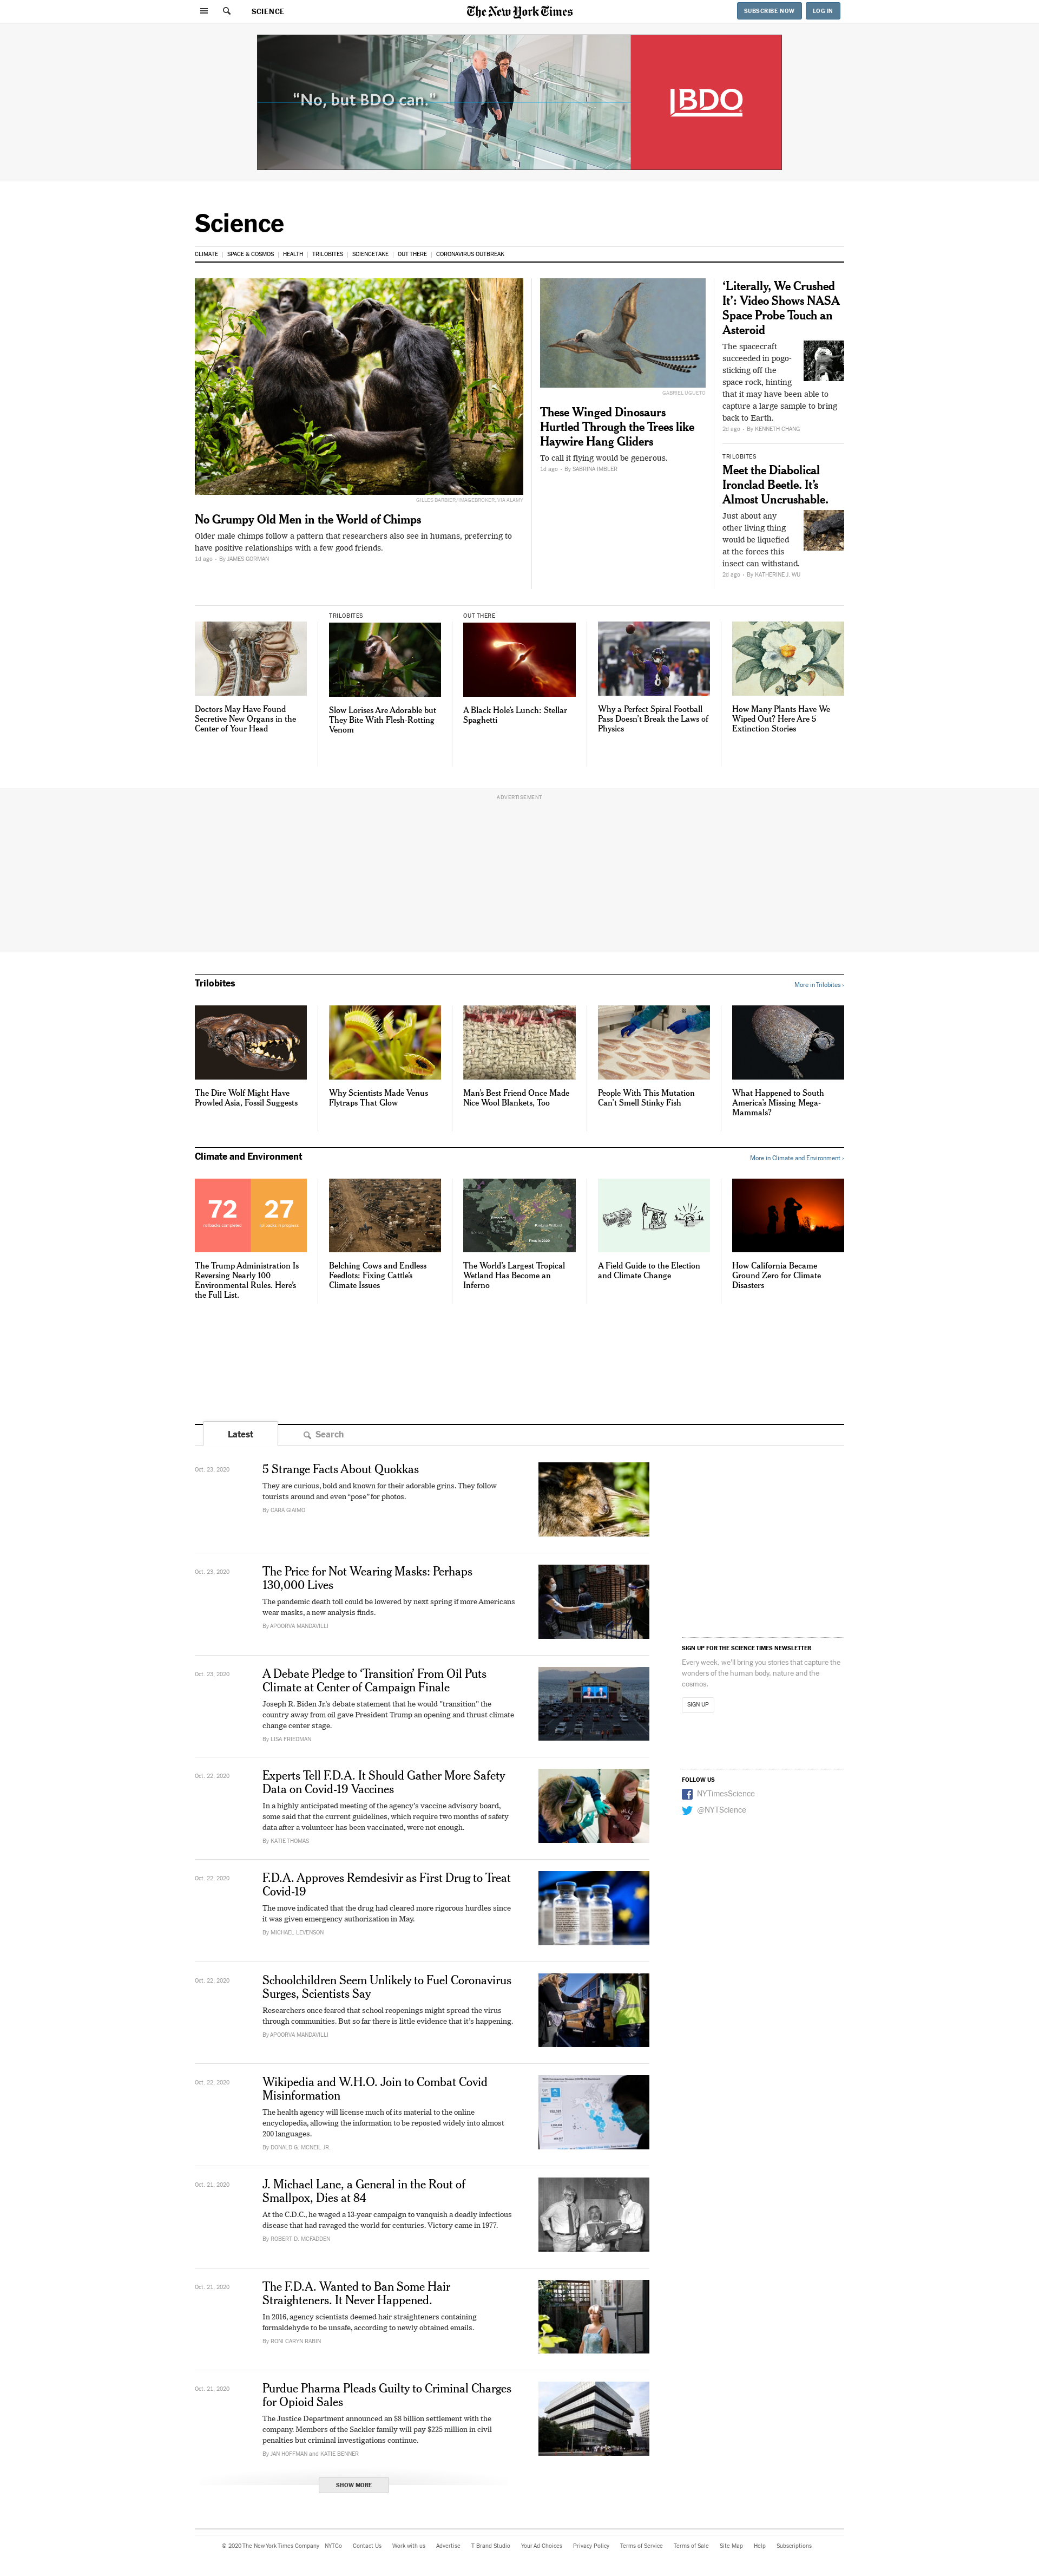 SCIENCE
The New York Times
SUBSCRIBE NOW
LOG IN
“No, but BDO can.”
BDO
Science
CLIMATE
SPACE & COSMOS
HEALTH
TRILOBITES
SCIENCETAKE
OUT THERE
CORONAVIRUS OUTBREAK
GILLES BARBIER/IMAGEBROKER, VIA ALAMY
No Grumpy Old Men in the World of Chimps
Older male chimps follow a pattern that researchers also see in humans, preferring to
have positive relationships with a few good friends.
1d ago - By JAMES GORMAN
GABRIEL UGUETO
These Winged Dinosaurs
Hurtled Through the Trees like
Haywire Hang Gliders
To call it flying would be generous.
1d ago - By SABRINA IMBLER
‘Literally, We Crushed
It’: Video Shows NASA
Space Probe Touch an
Asteroid
The spacecraft
succeeded in pogo-
sticking off the
space rock, hinting
that it may have been able to
capture a large sample to bring
back to Earth.
2d ago - By KENNETH CHANG
TRILOBITES
Meet the Diabolical
Ironclad Beetle. It’s
Almost Uncrushable.
Just about any
other living thing
would be liquefied
at the forces this
insect can withstand.
2d ago - By KATHERINE J. WU
Doctors May Have Found
Secretive New Organs in the
Center of Your Head
TRILOBITES
Slow Lorises Are Adorable but
They Bite With Flesh-Rotting
Venom
OUT THERE
A Black Hole’s Lunch: Stellar
Spaghetti
Why a Perfect Spiral Football
Pass Doesn’t Break the Laws of
Physics
How Many Plants Have We
Wiped Out? Here Are 5
Extinction Stories
ADVERTISEMENT
Trilobites
More in Trilobites ›
The Dire Wolf Might Have
Prowled Asia, Fossil Suggests
Why Scientists Made Venus
Flytraps That Glow
Man’s Best Friend Once Made
Nice Wool Blankets, Too
People With This Mutation
Can’t Smell Stinky Fish
What Happened to South
America’s Missing Mega-
Mammals?
Climate and Environment
More in Climate and Environment ›
72
rollbacks completed
27
rollbacks in progress
The Trump Administration Is
Reversing Nearly 100
Environmental Rules. Here’s
the Full List.
Belching Cows and Endless
Feedlots: Fixing Cattle’s
Climate Issues
The World’s Largest Tropical
Wetland Has Become an
Inferno
A Field Guide to the Election
and Climate Change
How California Became
Ground Zero for Climate
Disasters
Latest
Search
Oct. 23, 2020
5 Strange Facts About Quokkas
They are curious, bold and known for their adorable grins. They follow
tourists around and even “pose” for photos.
By CARA GIAIMO
Oct. 23, 2020
The Price for Not Wearing Masks: Perhaps
130,000 Lives
The pandemic death toll could be lowered by next spring if more Americans
wear masks, a new analysis finds.
By APOORVA MANDAVILLI
Oct. 23, 2020
A Debate Pledge to ‘Transition’ From Oil Puts
Climate at Center of Campaign Finale
Joseph R. Biden Jr.’s debate statement that he would "transition" the
country away from oil gave President Trump an opening and thrust climate
change center stage.
By LISA FRIEDMAN
Oct. 22, 2020
Experts Tell F.D.A. It Should Gather More Safety
Data on Covid-19 Vaccines
In a highly anticipated meeting of the agency’s vaccine advisory board,
some said that the current guidelines, which require two months of safety
data after a volunteer has been vaccinated, were not enough.
By KATIE THOMAS
Oct. 22, 2020
F.D.A. Approves Remdesivir as First Drug to Treat
Covid-19
The move indicated that the drug had cleared more rigorous hurdles since
it was given emergency authorization in May.
By MICHAEL LEVENSON
Oct. 22, 2020
Schoolchildren Seem Unlikely to Fuel Coronavirus
Surges, Scientists Say
Researchers once feared that school reopenings might spread the virus
through communities. But so far there is little evidence that it’s happening.
By APOORVA MANDAVILLI
Oct. 22, 2020
Wikipedia and W.H.O. Join to Combat Covid
Misinformation
The health agency will license much of its material to the online
encyclopedia, allowing the information to be reposted widely into almost
200 languages.
By DONALD G. MCNEIL JR.
Oct. 21, 2020
J. Michael Lane, a General in the Rout of
Smallpox, Dies at 84
At the C.D.C., he waged a 13-year campaign to vanquish a deadly infectious
disease that had ravaged the world for centuries. Victory came in 1977.
By ROBERT D. MCFADDEN
Oct. 21, 2020
The F.D.A. Wanted to Ban Some Hair
Straighteners. It Never Happened.
In 2016, agency scientists deemed hair straighteners containing
formaldehyde to be unsafe, according to newly obtained emails.
By RONI CARYN RABIN
Oct. 21, 2020
Purdue Pharma Pleads Guilty to Criminal Charges
for Opioid Sales
The Justice Department announced an $8 billion settlement with the
company. Members of the Sackler family will pay $225 million in civil
penalties but criminal investigations continue.
By JAN HOFFMAN and KATIE BENNER
SHOW MORE
SIGN UP FOR THE SCIENCE TIMES NEWSLETTER
Every week, we'll bring you stories that capture the
wonders of the human body, nature and the
cosmos.
SIGN UP
FOLLOW US
NYTimesScience
@NYTScience
© 2020 The New York Times Company
NYTCo
Contact Us
Work with us
Advertise
T Brand Studio
Your Ad Choices
Privacy Policy
Terms of Service
Terms of Sale
Site Map
Help
Subscriptions